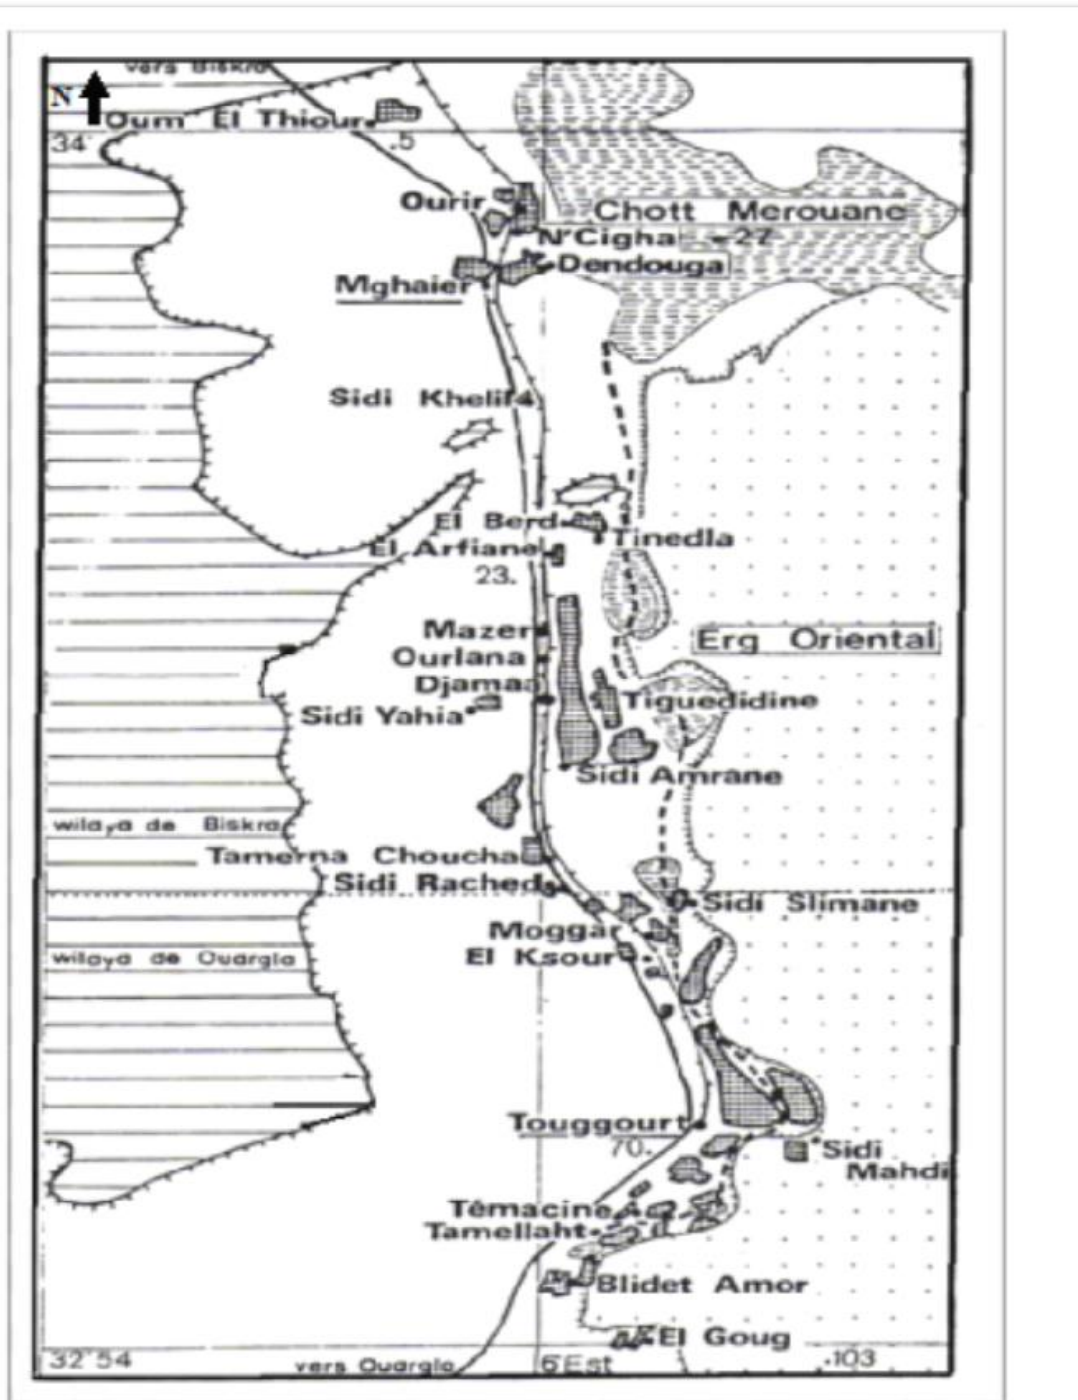 vers Biskra
N
Oum El Thiour
34°
.5
Ourir
Chott Merouane
N'Cigha
-27
Dendouga
Mghaier
Sidi Khelif
4
El Berd
Tinedla
El Arfiane
23.
Mazer
Erg Oriental
Ourlana
Djamaa
Tiguedidine
Sidi Yahia
Sidi Amrane
wilaya de Biskra
Tamerna Choucha
Sidi Rached
Sidi Slimane
Moggar
El Ksour
wilaya de Ouargla
Touggourt
70.
Sidi
Mahdi
Témacine
Tamellaht
Blidet Amor
El Goug
32°54
vers Ouargla
6°Est
.103